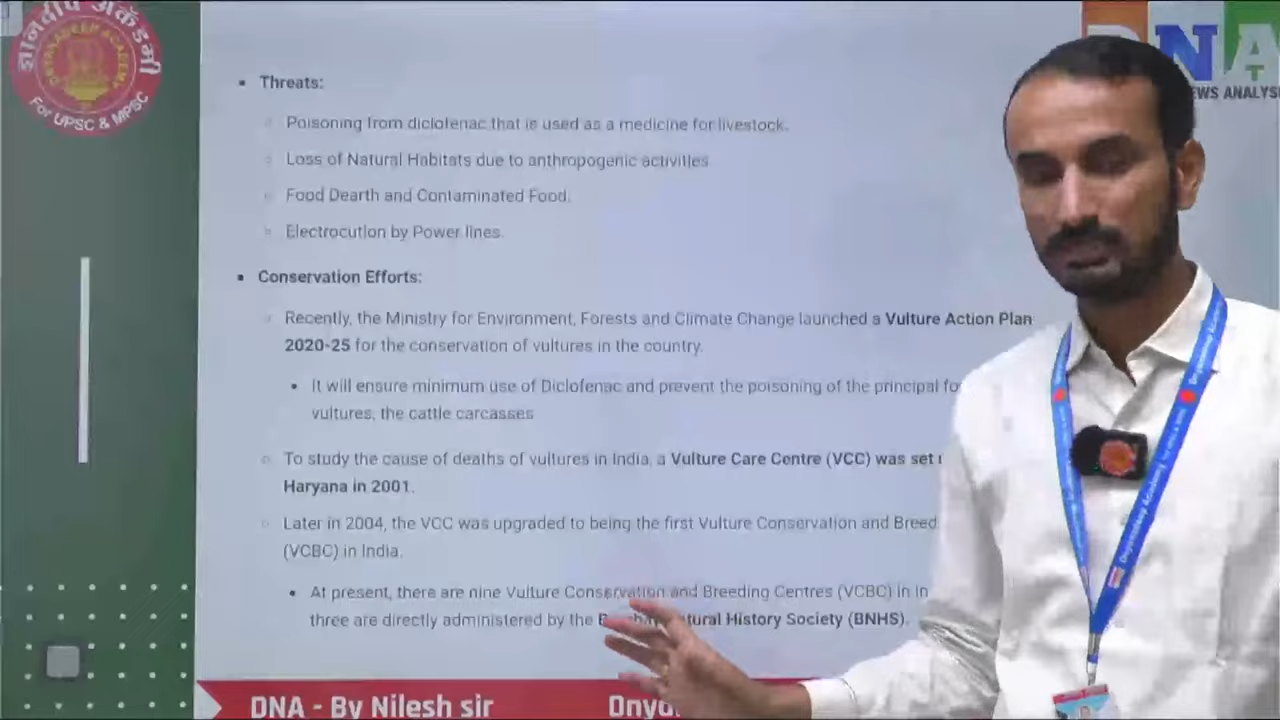 ज्ञानदीप अकॅडमी
DNYANADEEP ACADEMY
For UPSC & MPSC
NEWS ANALYS
Threats:
Poisoning from diclofenac that is used as a medicine for livestock.
Loss of Natural Habitats due to anthropogenic activities
Food Dearth and Contaminated Food.
Electrocution by Power lines.
Conservation Efforts:
Recently, the Ministry for Environment, Forests and Climate Change launched a Vulture Action Plan
2020-25 for the conservation of vultures in the country.
It will ensure minimum use of Diclofenac and prevent the poisoning of the principal fo
vultures, the cattle carcasses
To study the cause of deaths of vultures in India, a Vulture Care Centre (VCC) was set
Haryana in 2001.
Later in 2004, the VCC was upgraded to being the first Vulture Conservation and Breed
(VCBC) in India.
At present, there are nine Vulture Conservation and Breeding Centres (VCBC) in In
three are directly administered by the Natural History Society (BNHS).
DNA - By Nilesh sir